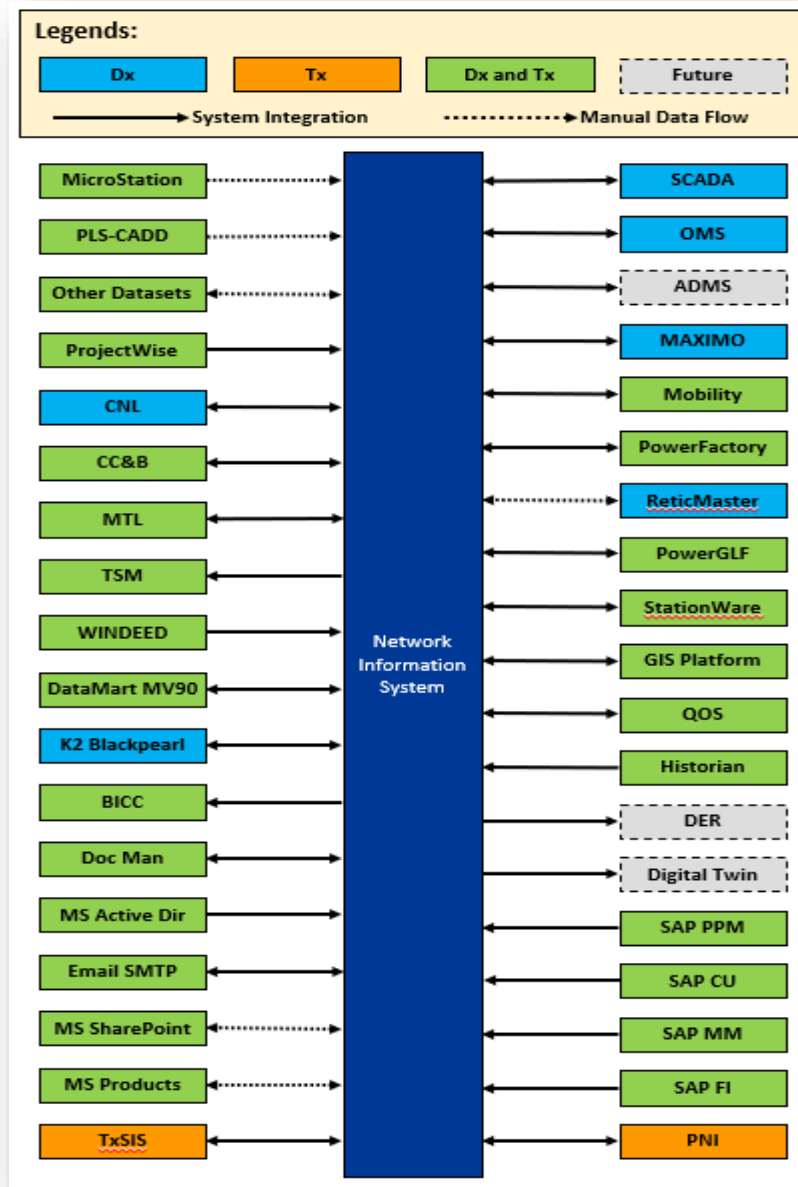 Legends:
Dx
Tx
Dx and Tx
Future
System Integration
Manual Data Flow
MicroStation
PLS-CADD
Other Datasets
ProjectWise
CNL
CC&B
MTL
TSM
WINDEED
DataMart MV90
K2 Blackpearl
BICC
Doc Man
MS Active Dir
Email SMTP
MS SharePoint
MS Products
TxSIS
Network
Information
System
SCADA
OMS
ADMS
MAXIMO
Mobility
PowerFactory
ReticMaster
PowerGLF
StationWare
GIS Platform
QOS
Historian
DER
Digital Twin
SAP PPM
SAP CU
SAP MM
SAP FI
PNI